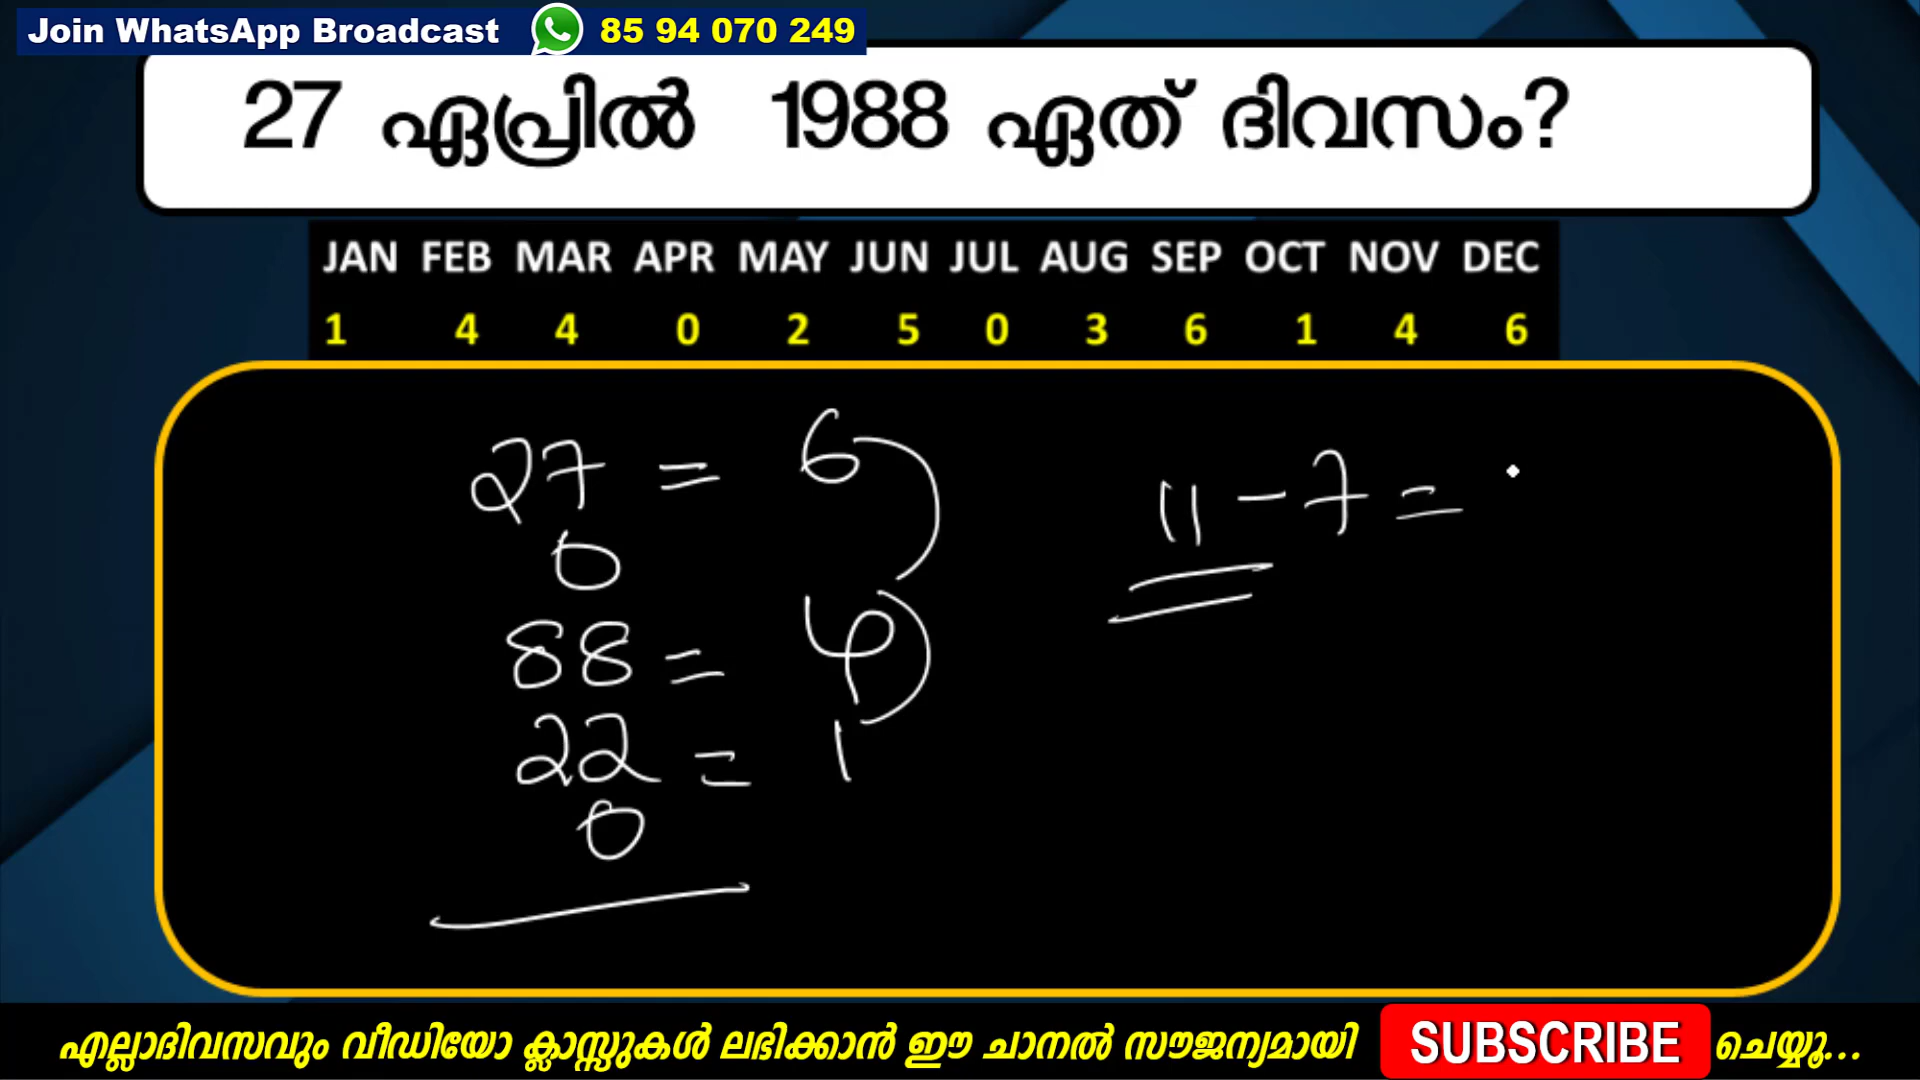 Join WhatsApp Broadcast 85 94 070 249
27 ഏപ്രിൽ 1988 ഏത് ദിവസം?
JAN FEB MAR APR MAY JUN JUL AUG SEP OCT NOV DEC
1 4 4 0 2 5 0 3 6 1 4 6
27 = 6
0
88 = 4
22 = 1
0
11 - 7 =
എല്ലാദിവസവും വീഡിയോ ക്ലാസ്സുകൾ ലഭിക്കാൻ ഈ ചാനൽ സൗജന്യമായി SUBSCRIBE ചെയ്യൂ...